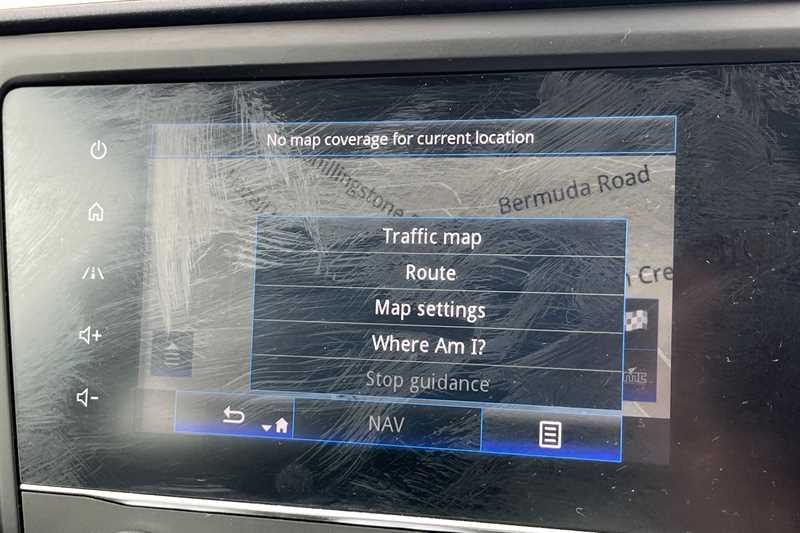 No map coverage for current location
Bermuda Road
Traffic map
Route
Map settings
Where Am I?
Stop guidance
NAV